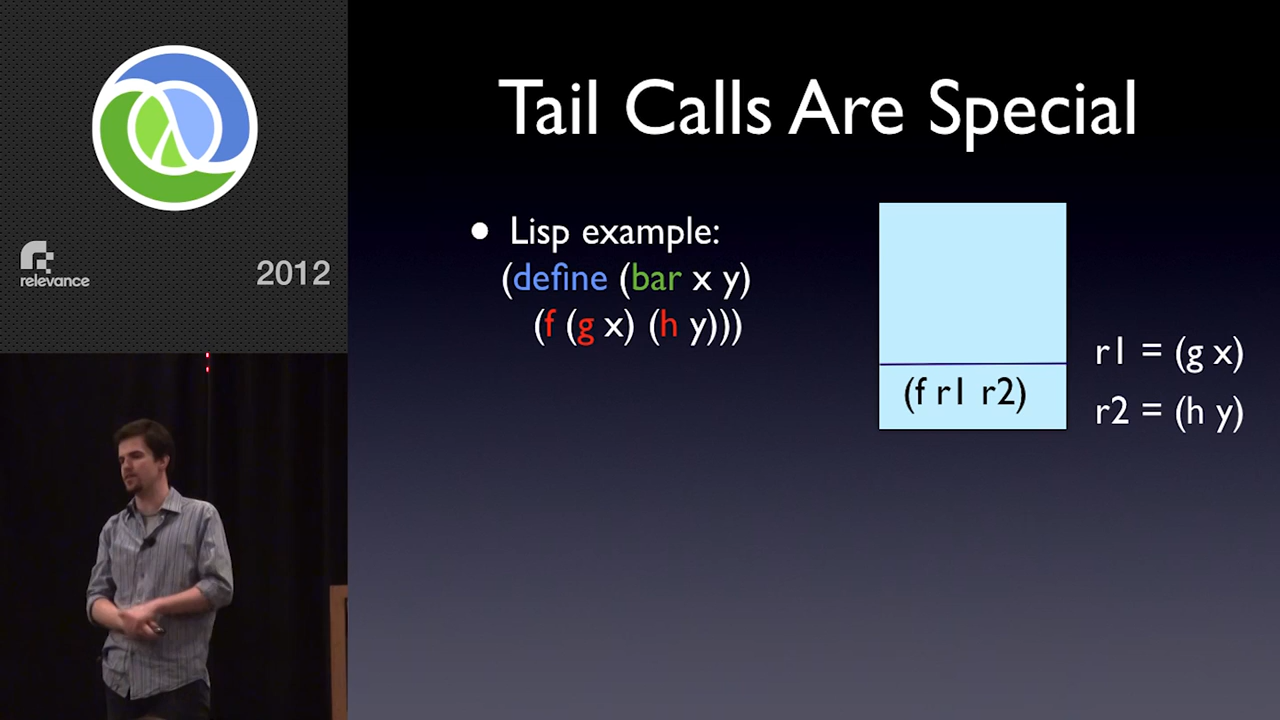 relevance
2012
Tail Calls Are Special
• Lisp example:
(define (bar x y)
(f (g x) (h y)))
(f r1 r2)
r1 = (g x)
r2 = (h y)